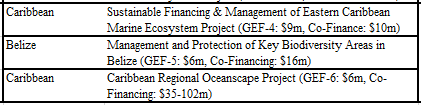 Caribbean Sustainable Financing & Management of Eastern Caribbean
Marine Ecosystem Project (GEF-4: $9m, Co-Finance: $10m)
Belize Management and Protection of Key Biodiversity Areas in
Belize (GEF-5: $6m, Co-Financing: $16m)
Caribbean Caribbean Regional Oceanscape Project (GEF-6: $6m, Co-
Financing: $35-102m)